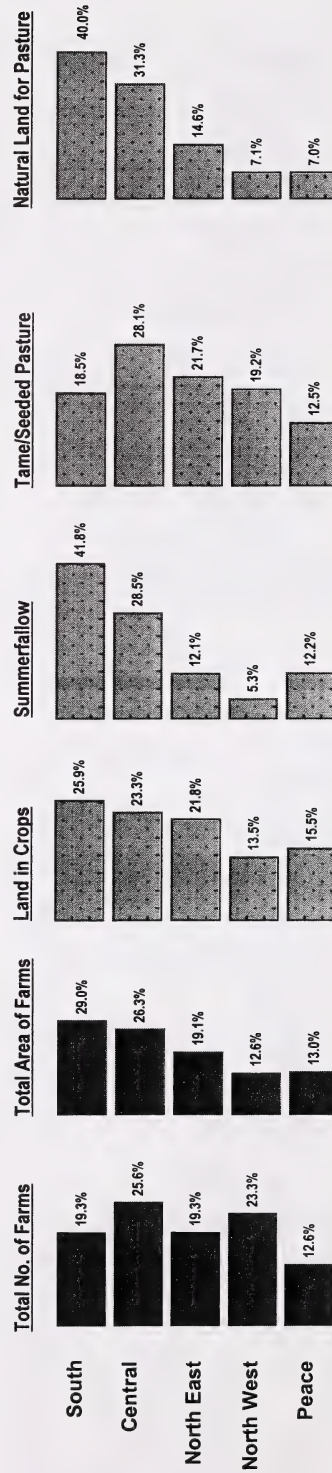 Total No. of Farms Total Area of Farms Land in Crops Summerfallow Tame/Seeded Pasture Natural Land for Pasture
South 19.3% 29.0% 25.9% 41.8% 18.5% 40.0%
Central 25.6% 26.3% 23.3% 28.5% 28.1% 31.3%
North East 19.3% 19.1% 21.8% 12.1% 21.7% 14.6%
North West 23.3% 12.6% 13.5% 5.3% 19.2% 7.1%
Peace 12.6% 13.0% 15.5% 12.2% 12.5% 7.0%